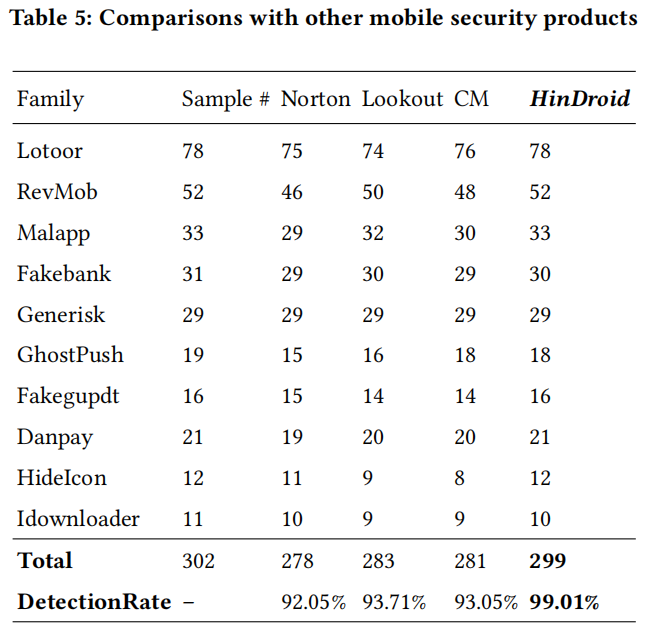 Table 5: Comparisons with other mobile security products
Family Sample # Norton Lookout CM HinDroid
Lotoor 78 75 74 76 78
RevMob 52 46 50 48 52
Malapp 33 29 32 30 33
Fakebank 31 29 30 29 30
Generisk 29 29 29 29 29
GhostPush 19 15 16 18 18
Fakegupdt 16 15 14 14 16
Danpay 21 19 20 20 21
HideIcon 12 11 9 8 12
Idownloader 11 10 9 9 10
Total 302 278 283 281 299
DetectionRate – 92.05% 93.71% 93.05% 99.01%